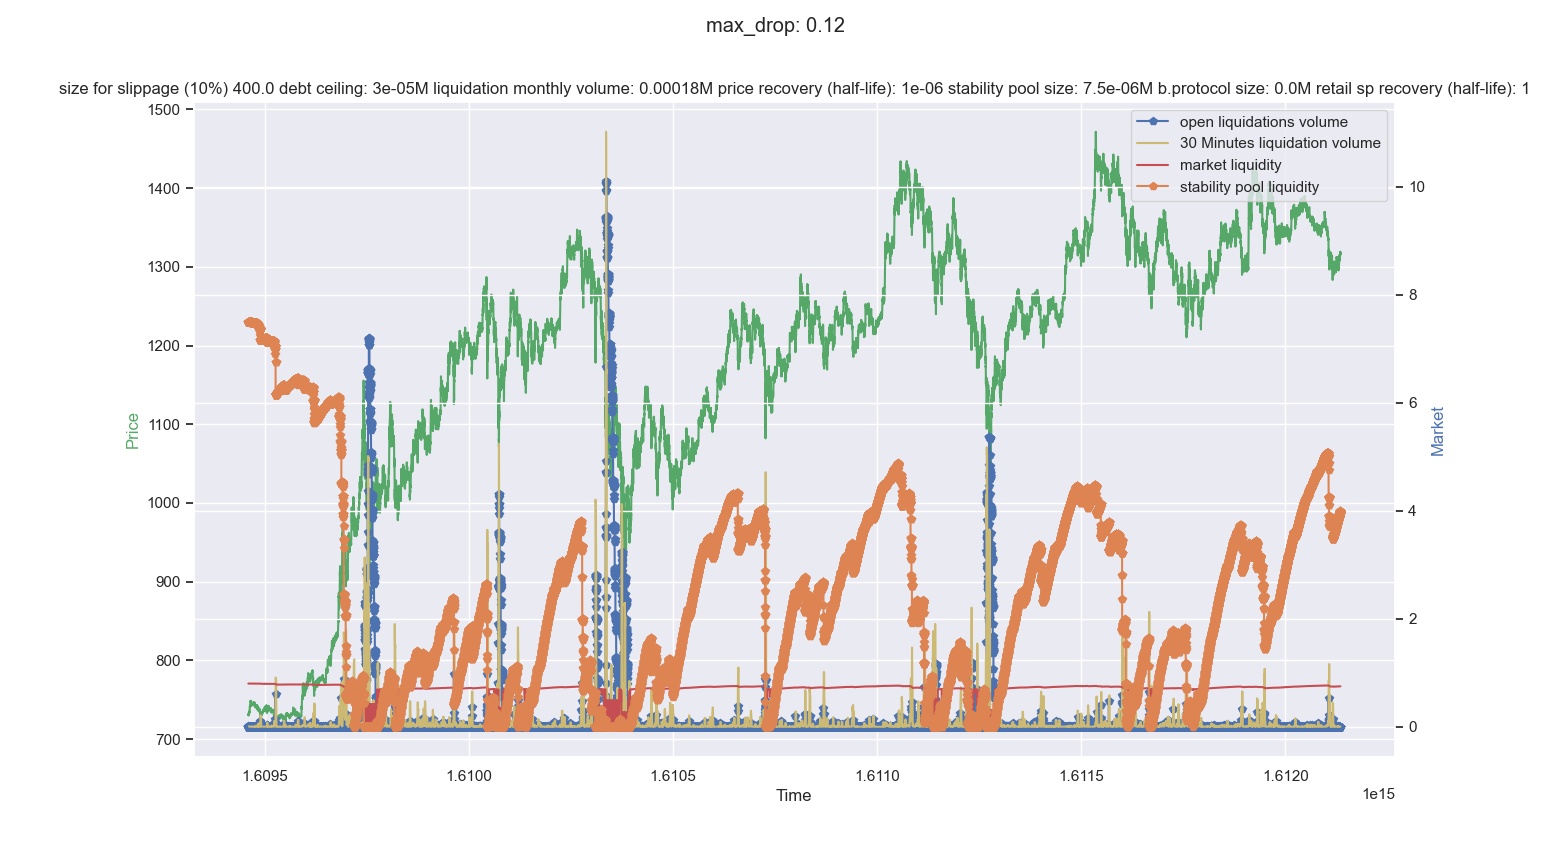 max_drop: 0.12
size for slippage (10%) 400.0 debt ceiling: 3e-05M liquidation monthly volume: 0.00018M price recovery (half-life): 1e-06 stability pool size: 7.5e-06M b.protocol size: 0.0M retail sp recovery (half-life): 1
open liquidations volume
30 Minutes liquidation volume
market liquidity
stability pool liquidity
1500
1400
1300
1200
1100
1000
900
800
700
Price
10
8
6
4
2
0
Market
1.6095 1.6100 1.6105 1.6110 1.6115 1.6120
Time
1e15